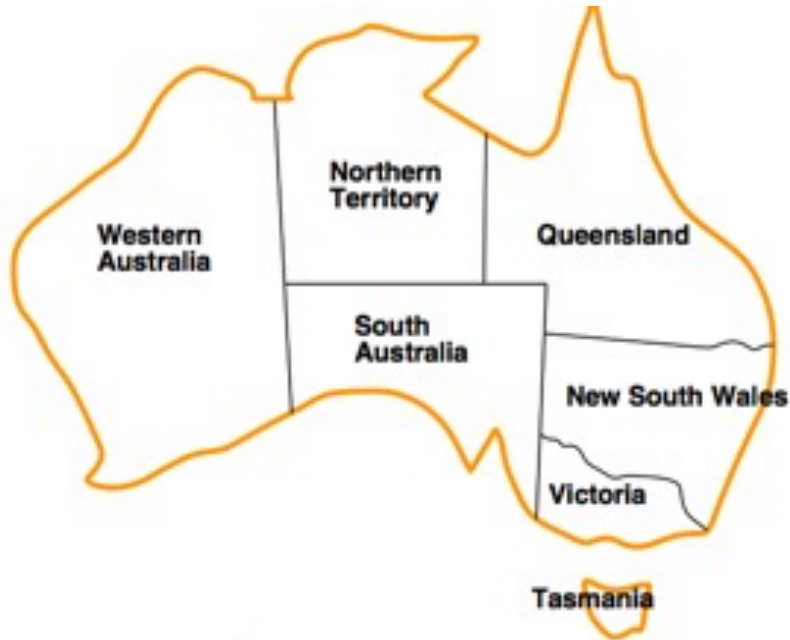 Northern
Territory
Western
Australia
Queensland
South
Australia
New South Wales
Victoria
Tasmania